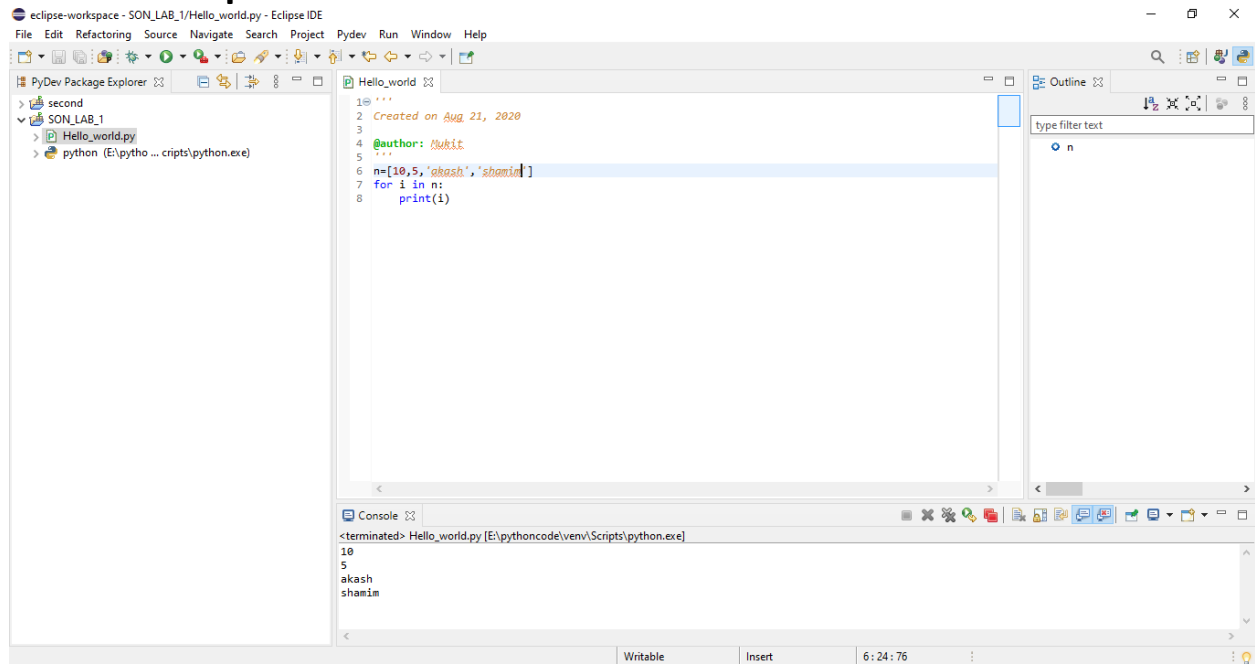 eclipse-workspace - SON_LAB_1/Hello_world.py - Eclipse IDE
File Edit Refactoring Source Navigate Search Project Pydev Run Window Help
PyDev Package Explorer
second
SON_LAB_1
Hello_world.py
python (E:\pytho ... cripts\python.exe)
Hello_world
1 '''
2 Created on Aug 21, 2020
3
4 @author: Mukit
5 '''
6 n=[10,5,'akash','shamim']
7 for i in n:
8     print(i)
Outline
type filter text
n
Console
<terminated> Hello_world.py [E:\pythoncode\venv\Scripts\python.exe]
10
5
akash
shamim
Writable Insert 6 : 24 : 76